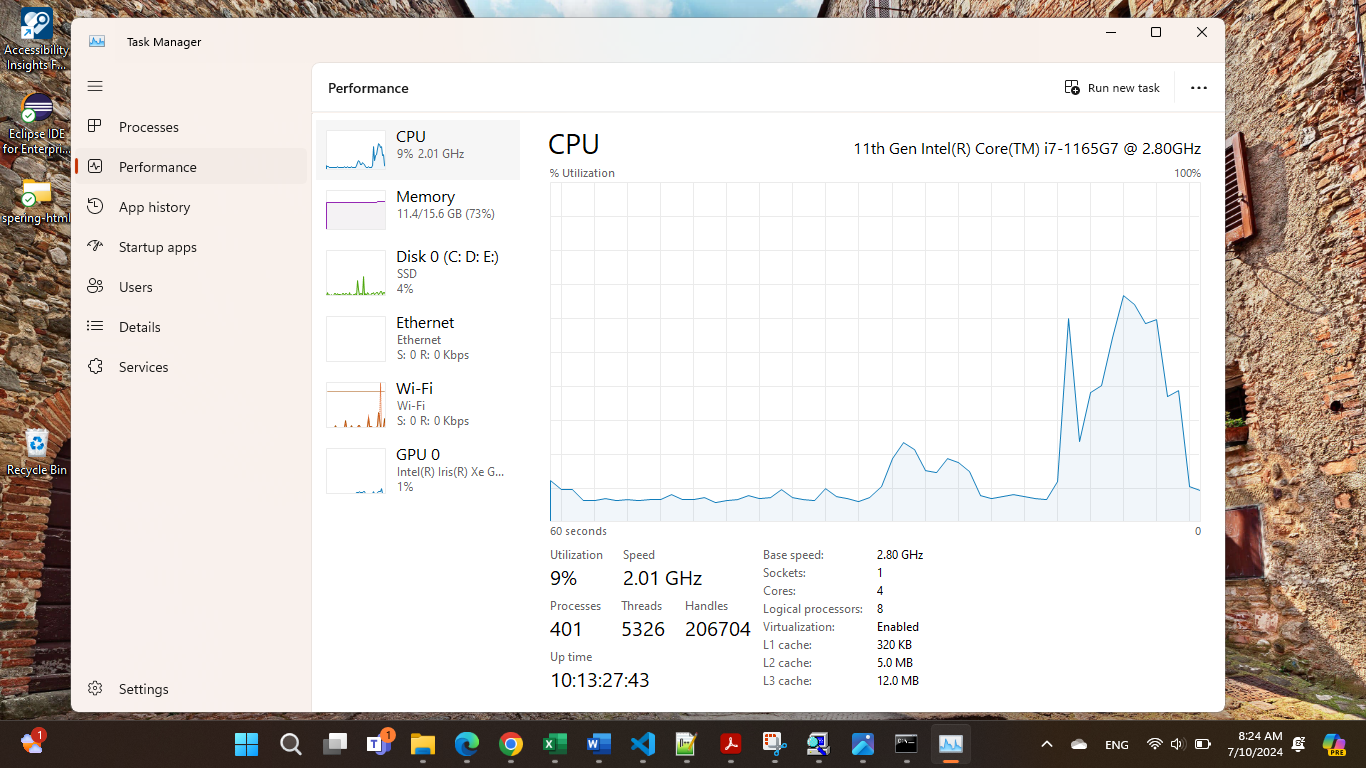 Accessibility
Insights F...
Eclipse IDE
for Enterpri...
spering-html
Recycle Bin
Task Manager
Processes
Performance
App history
Startup apps
Users
Details
Services
Settings
Performance
Run new task
CPU
9% 2.01 GHz
Memory
11.4/15.6 GB (73%)
Disk 0 (C: D: E:)
SSD
4%
Ethernet
Ethernet
S: 0 R: 0 Kbps
Wi-Fi
Wi-Fi
S: 0 R: 0 Kbps
GPU 0
Intel(R) Iris(R) Xe G...
1%
CPU
11th Gen Intel(R) Core(TM) i7-1165G7 @ 2.80GHz
% Utilization
100%
60 seconds
0
Utilization
Speed
9%
2.01 GHz
Processes
Threads
Handles
401
5326
206704
Up time
10:13:27:43
Base speed: 2.80 GHz
Sockets: 1
Cores: 4
Logical processors: 8
Virtualization: Enabled
L1 cache: 320 KB
L2 cache: 5.0 MB
L3 cache: 12.0 MB
1
1
ENG
8:24 AM
7/10/2024
PRE